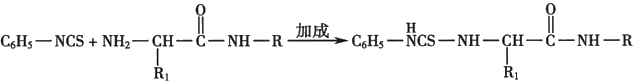 O
O
C₆H₅—NCS + NH₂—CH—C—NH—R 加成 C₆H₅—NCS—NH—CH—C—NH—R
H
R₁
R₁